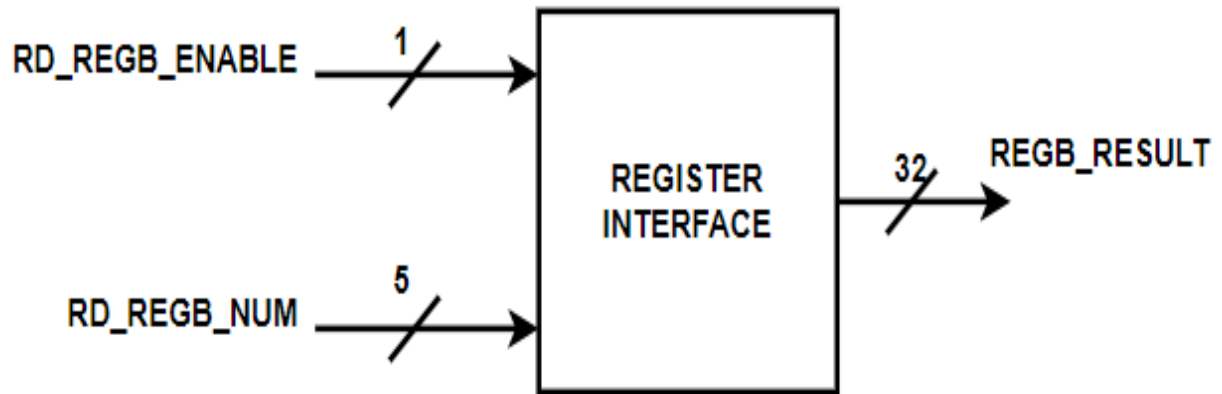 1
RD_REGB_ENABLE
REGB_RESULT
32
REGISTER
INTERFACE
5
RD_REGB_NUM